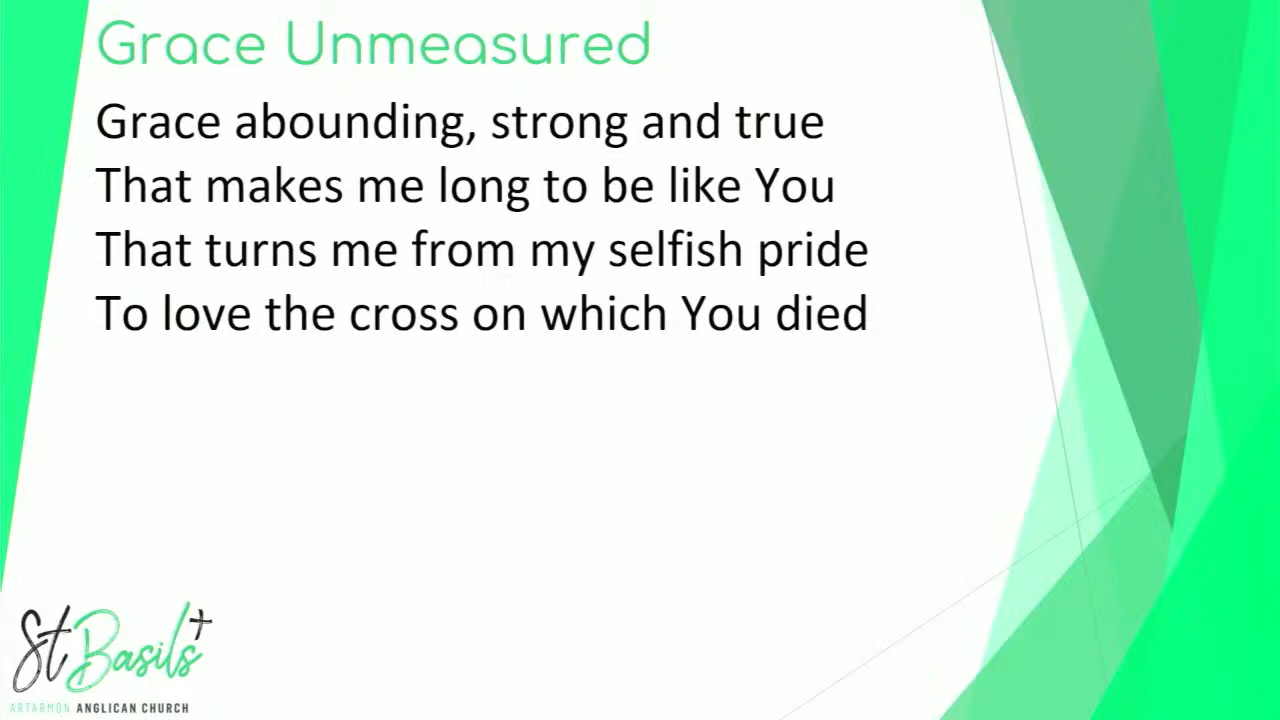 Grace Unmeasured
Grace abounding, strong and true
That makes me long to be like You
That turns me from my selfish pride
To love the cross on which You died
St Basils
ARTARMON ANGLICAN CHURCH